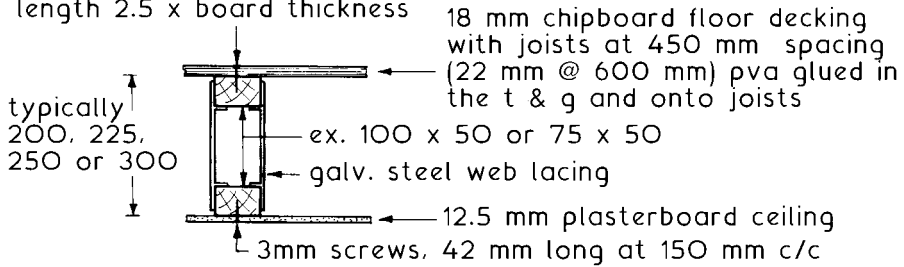 length 2.5 x board thickness
18 mm chipboard floor decking
with joists at 450 mm spacing
(22 mm @ 600 mm) pva glued in
the t & g and onto joists
typically
200, 225,
250 or 300
ex. 100 x 50 or 75 x 50
galv. steel web lacing
12.5 mm plasterboard ceiling
3mm screws, 42 mm long at 150 mm c/c